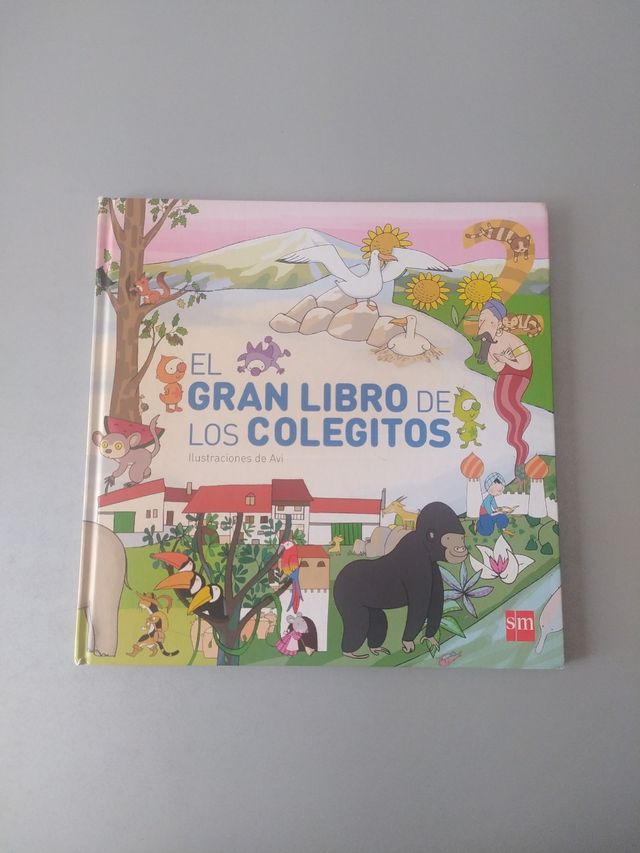 EL
GRAN LIBRO DE
LOS COLEGITOS
Ilustraciones de Avi
sm